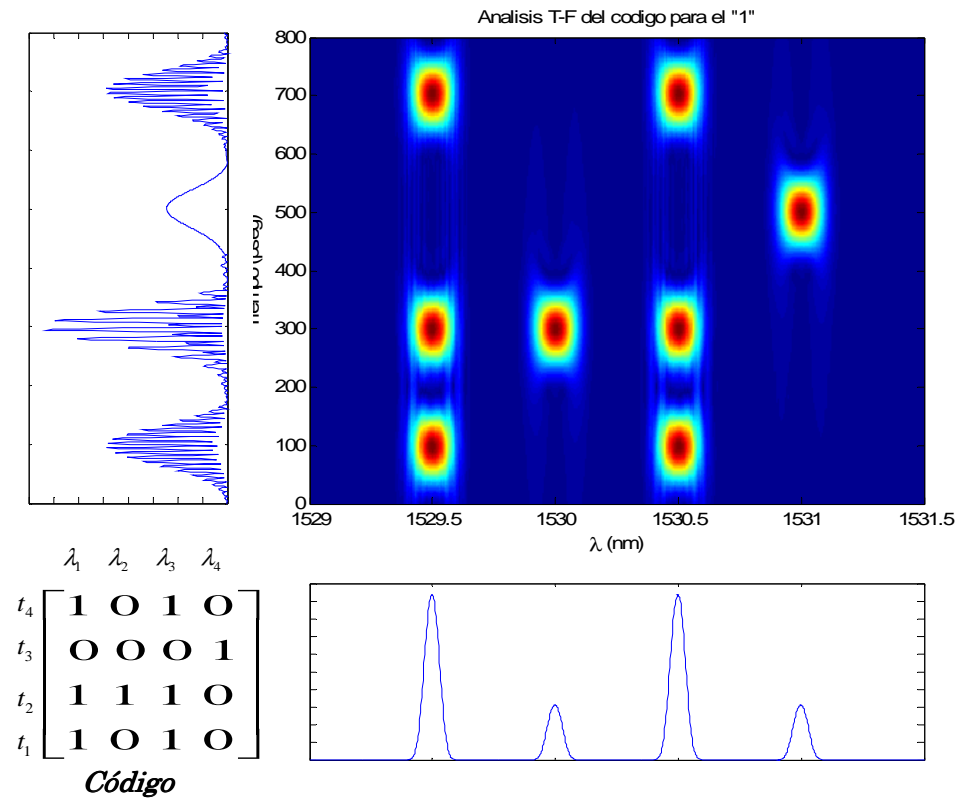 Analisis T-F del codigo para el "1"
800
700
600
500
400
300
200
100
0
1529
1529.5
1530
1530.5
1531
1531.5
λ (nm)
λ1 λ2 λ3 λ4
t4 1 0 1 0
t3 0 0 0 1
t2 1 1 1 0
t1 1 0 1 0
Código